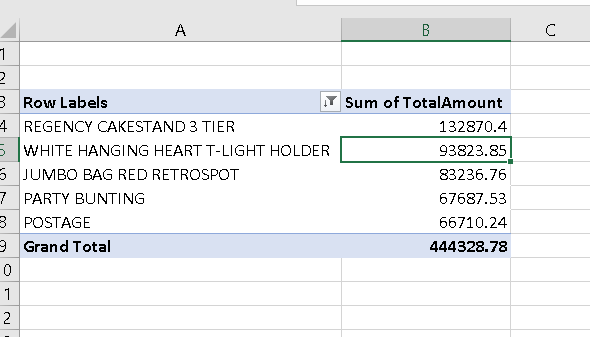 A B C
1
2
3 Row Labels Sum of TotalAmount
4 REGENCY CAKESTAND 3 TIER 132870.4
5 WHITE HANGING HEART T-LIGHT HOLDER 93823.85
6 JUMBO BAG RED RETROSPOT 83236.76
7 PARTY BUNTING 67687.53
8 POSTAGE 66710.24
9 Grand Total 444328.78
0
1
2